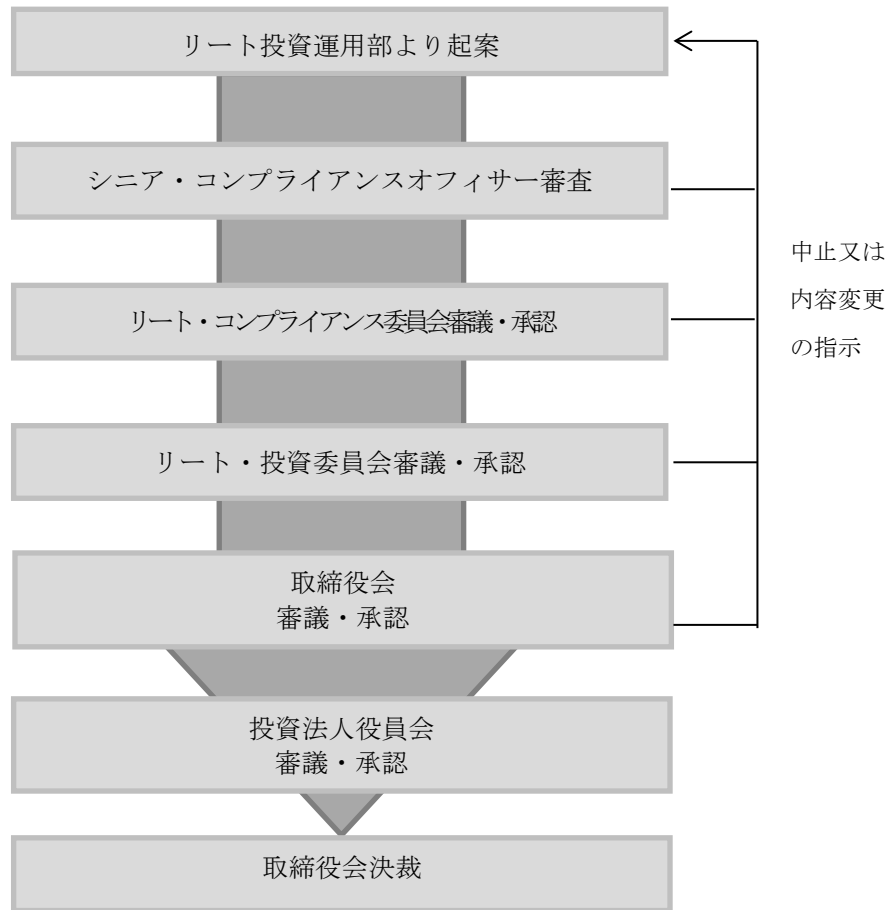 リート投資運用部より起案
シニア・コンプライアンスオフィサー審査
リート・コンプライアンス委員会審議・承認
リート・投資委員会審議・承認
取締役会
審議・承認
投資法人役員会
審議・承認
取締役会決裁
中止又は
内容変更
の指示